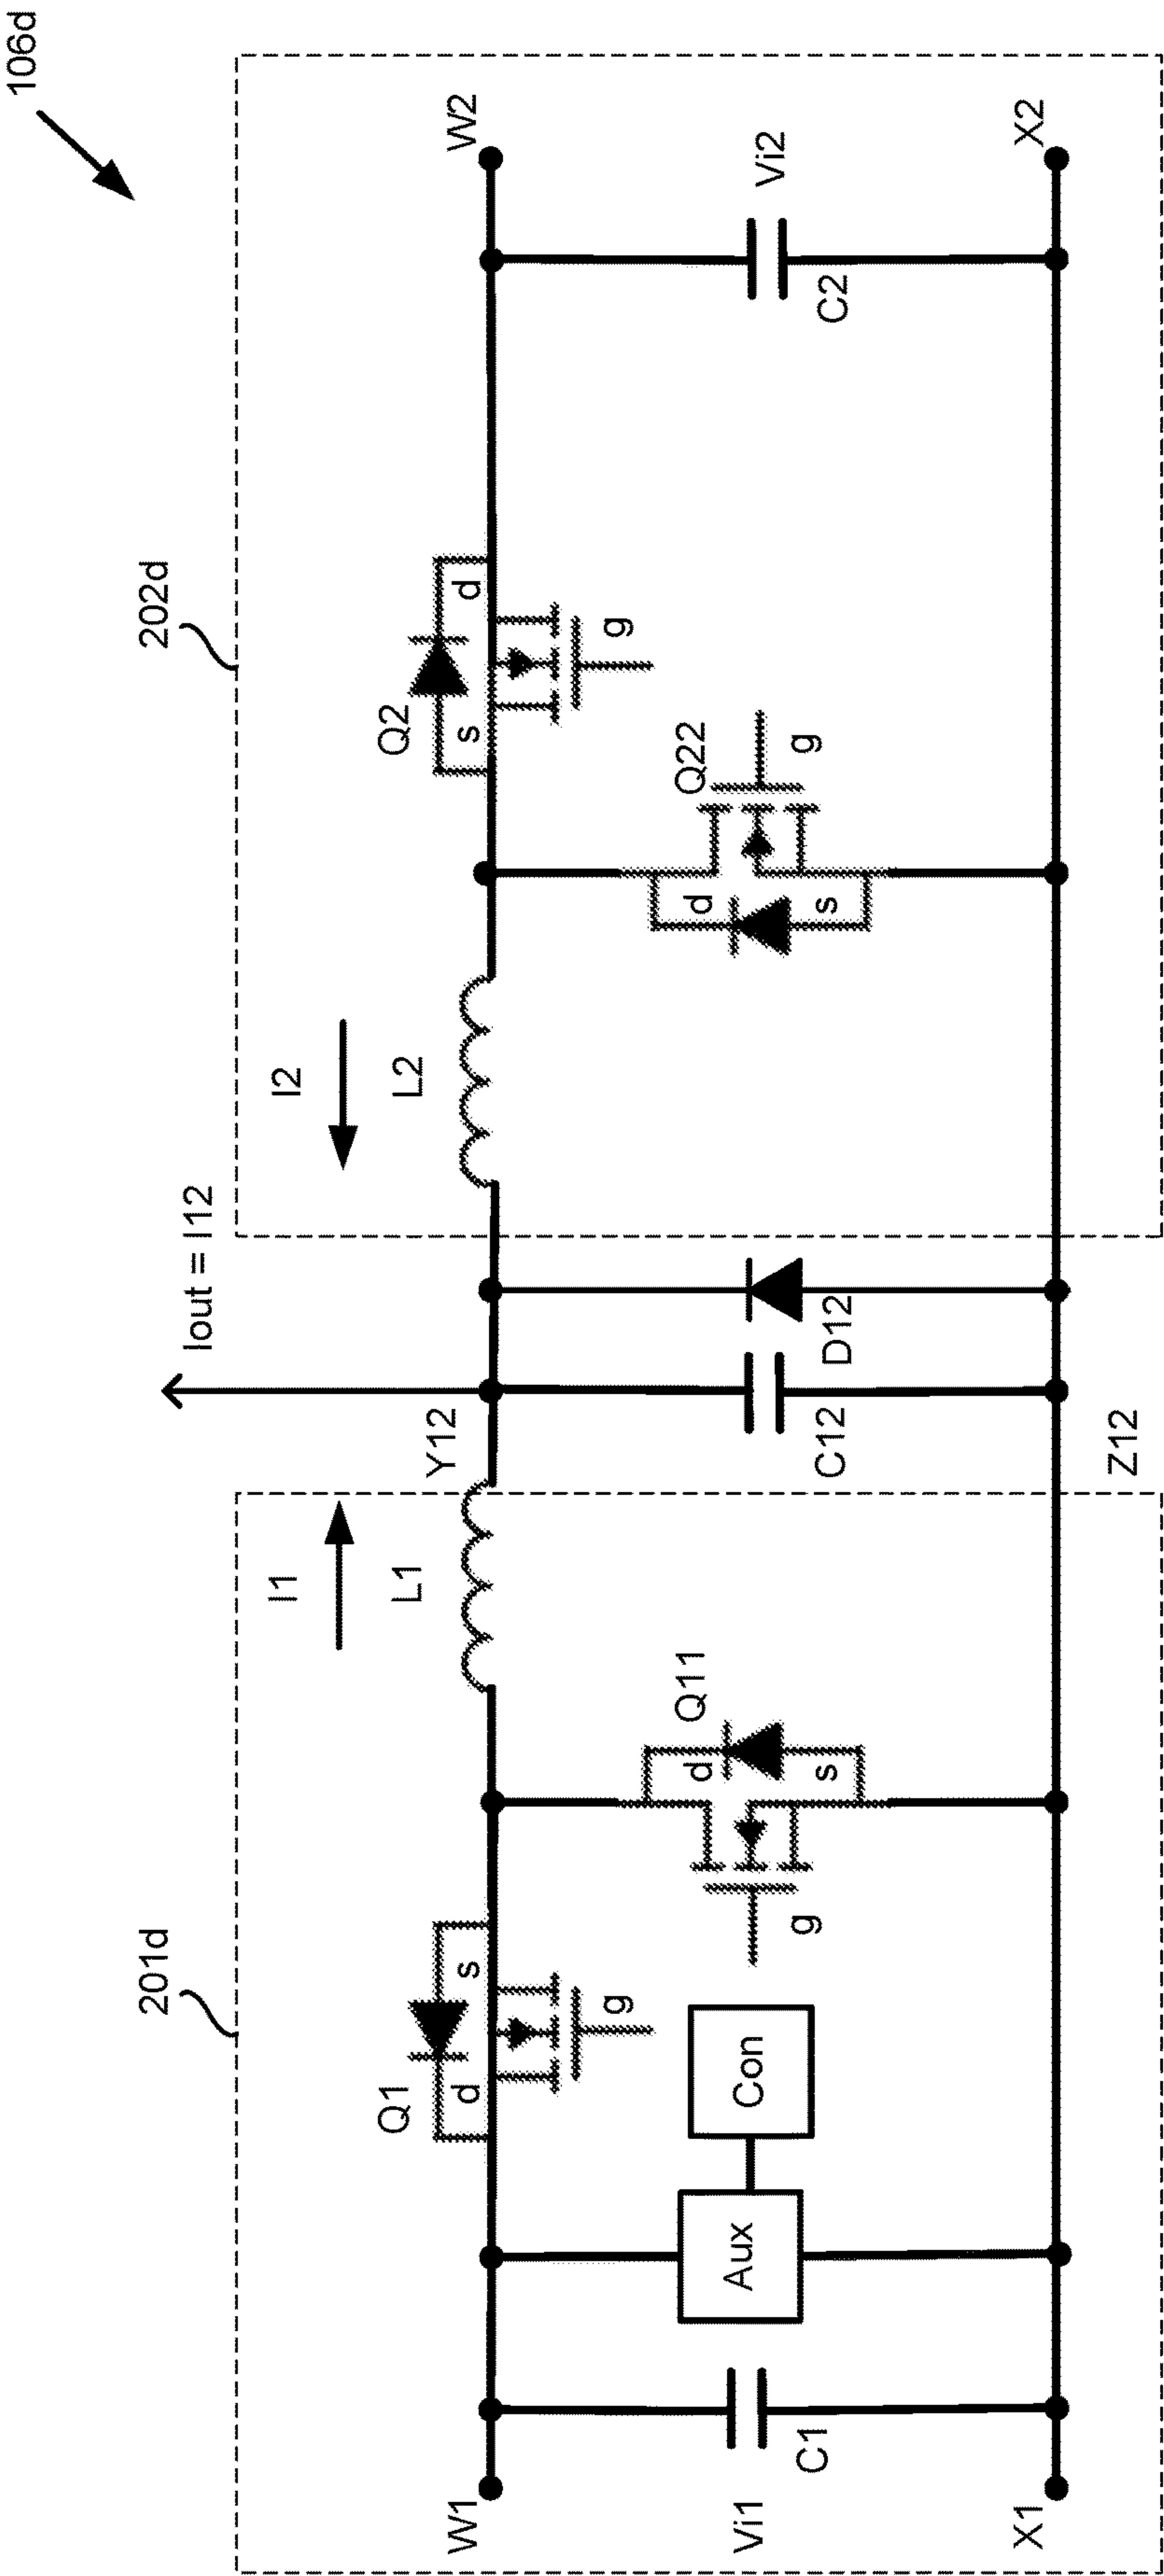 106d
201d
202d
Iout = I12
I1
I2
Q1
L1
Y12
L2
Q2
W1
d
s
s
d
W2
g
g
Q11
Q22
d
s
d
s
g
g
Vi1
C1
Aux
Con
C12
D12
C2
Vi2
X1
Z12
X2